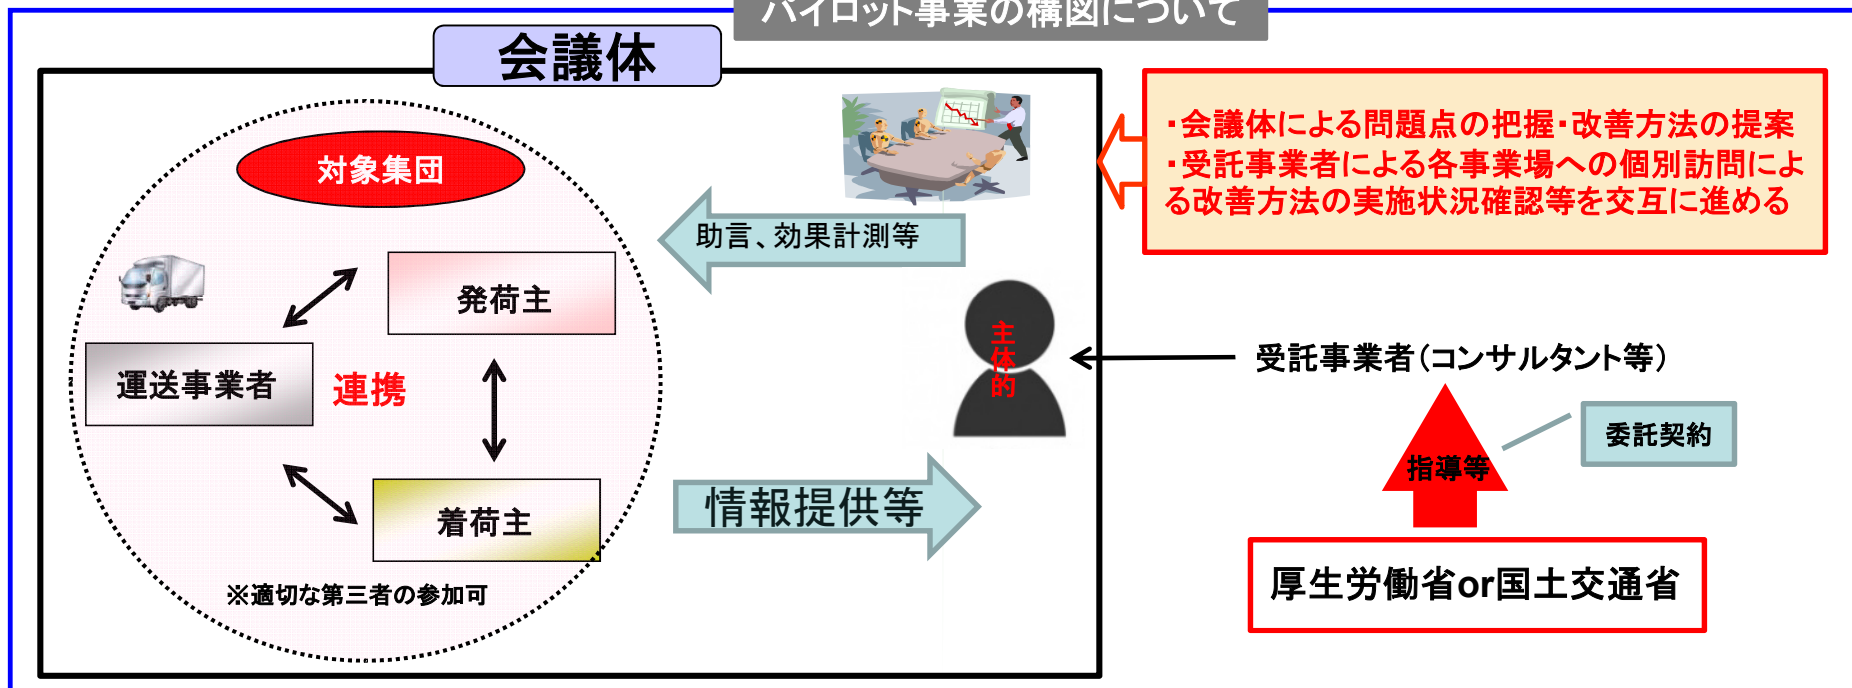 パイロット事業の構図について
会議体
対象集団
・会議体による問題点の把握・改善方法の提案
・受託事業者による各事業場への個別訪問によ
る改善方法の実施状況確認等を交互に進める
助言、効果計測等
発荷主
運送事業者
連携
主体的
受託事業者（コンサルタント等）
委託契約
指導等
着荷主
情報提供等
厚生労働省or国土交通省
※適切な第三者の参加可